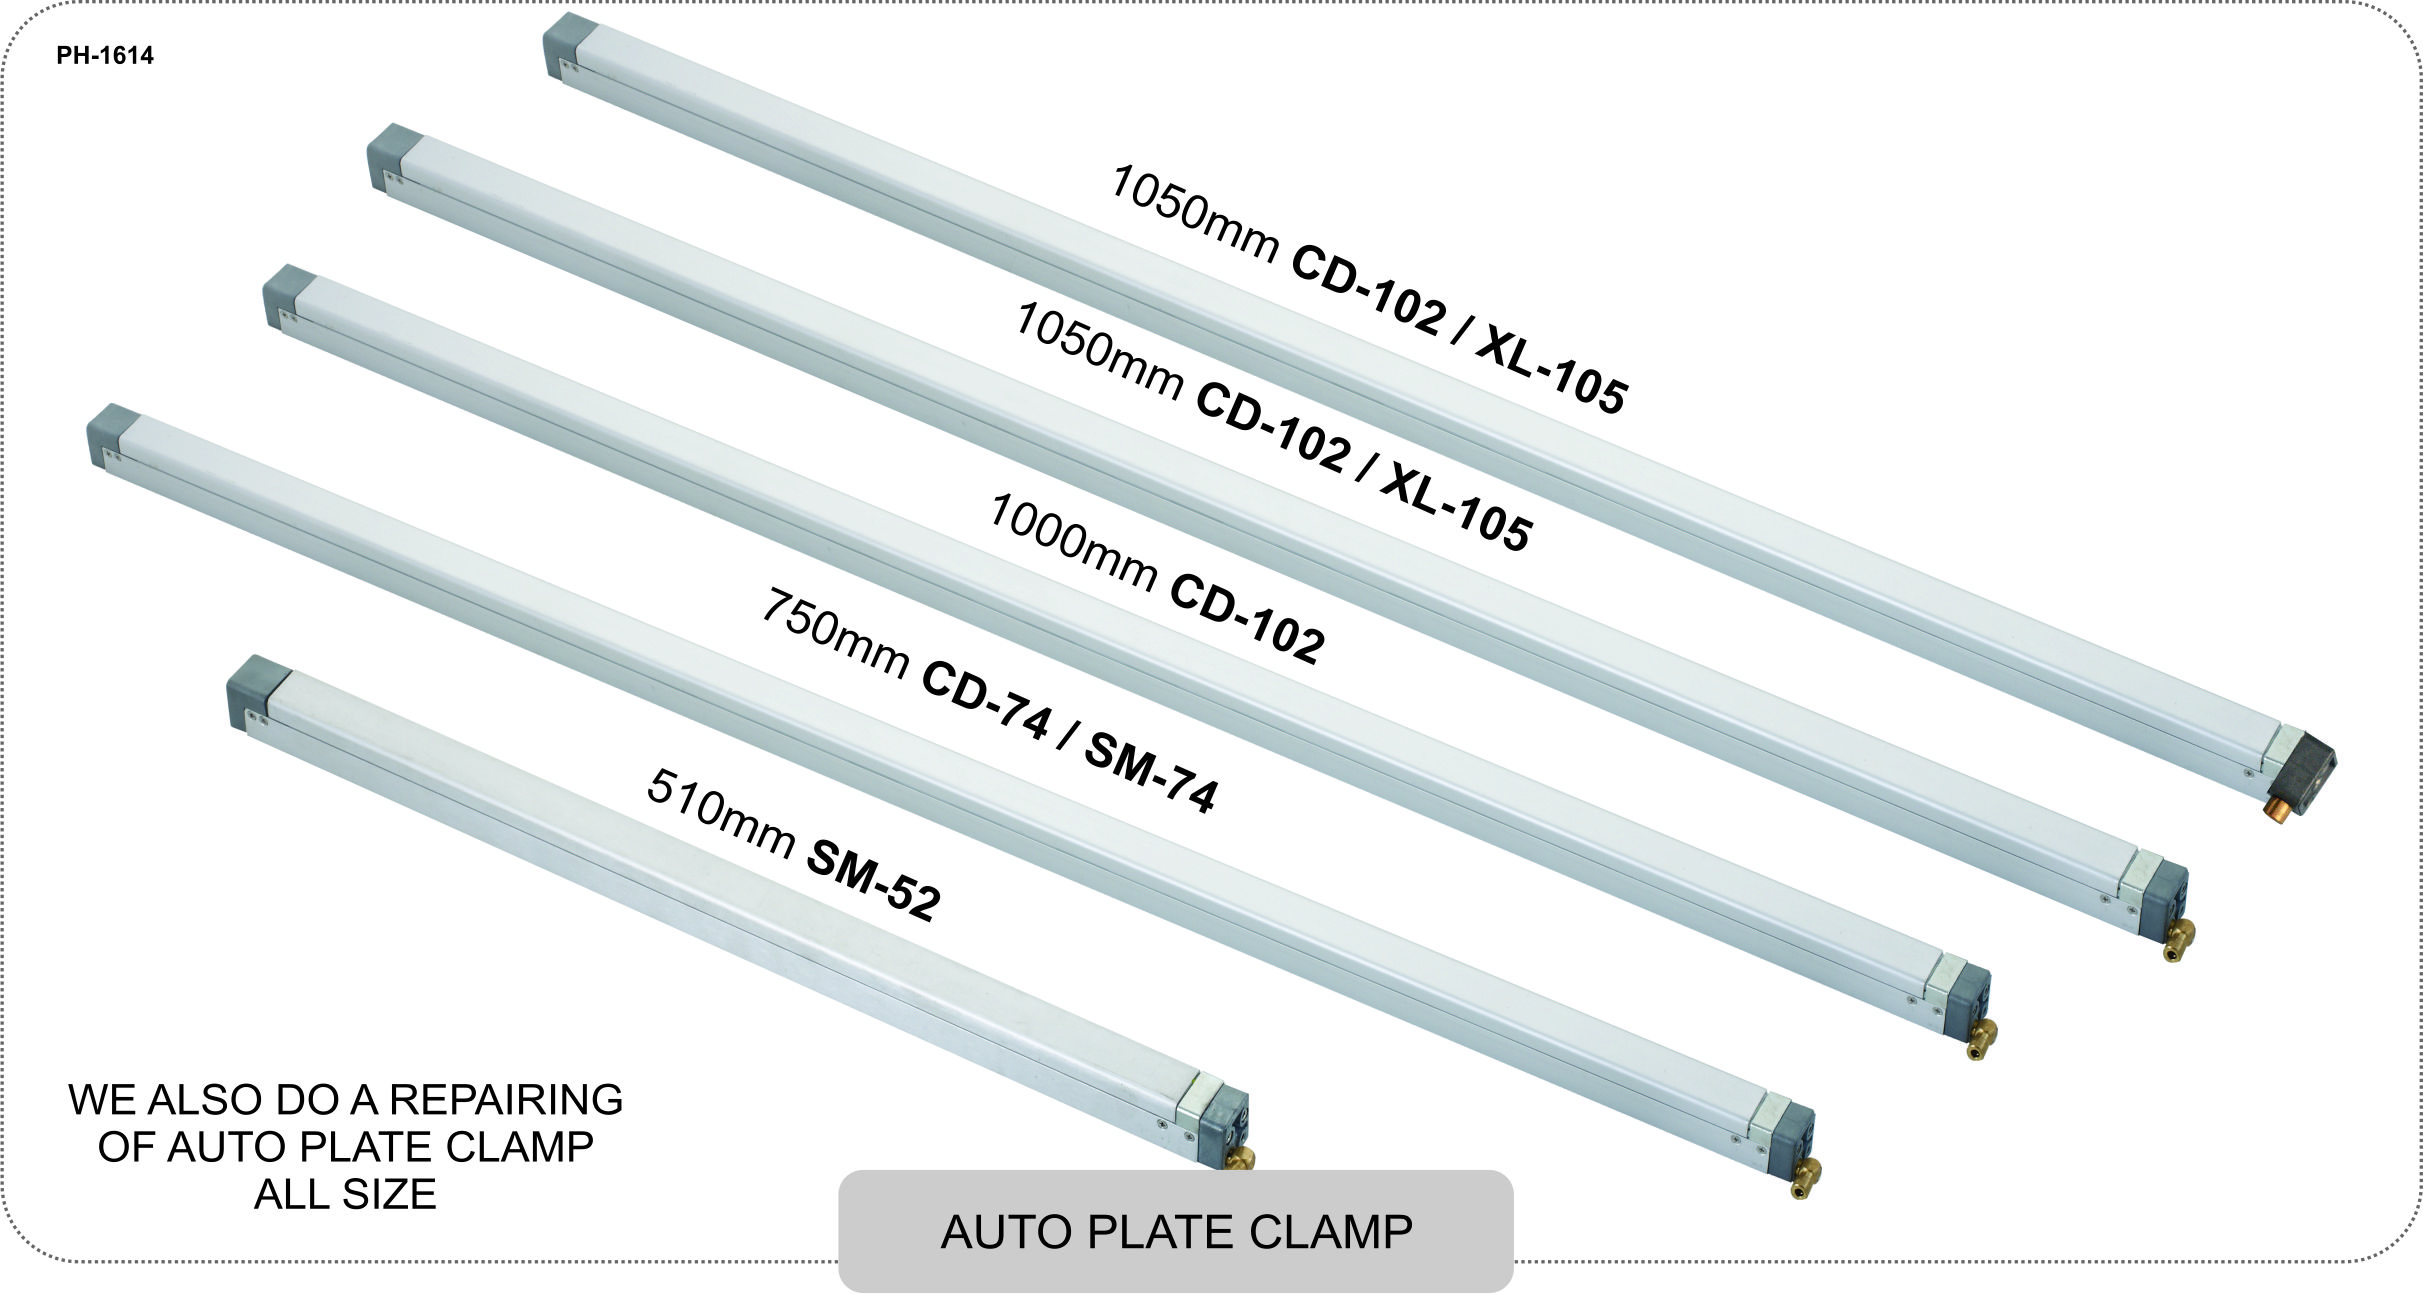 PH-1614
1050mm CD-102 / XL-105
1050mm CD-102 / XL-105
1000mm CD-102
750mm CD-74 / SM-74
510mm SM-52
WE ALSO DO A REPAIRING
OF AUTO PLATE CLAMP
ALL SIZE
AUTO PLATE CLAMP